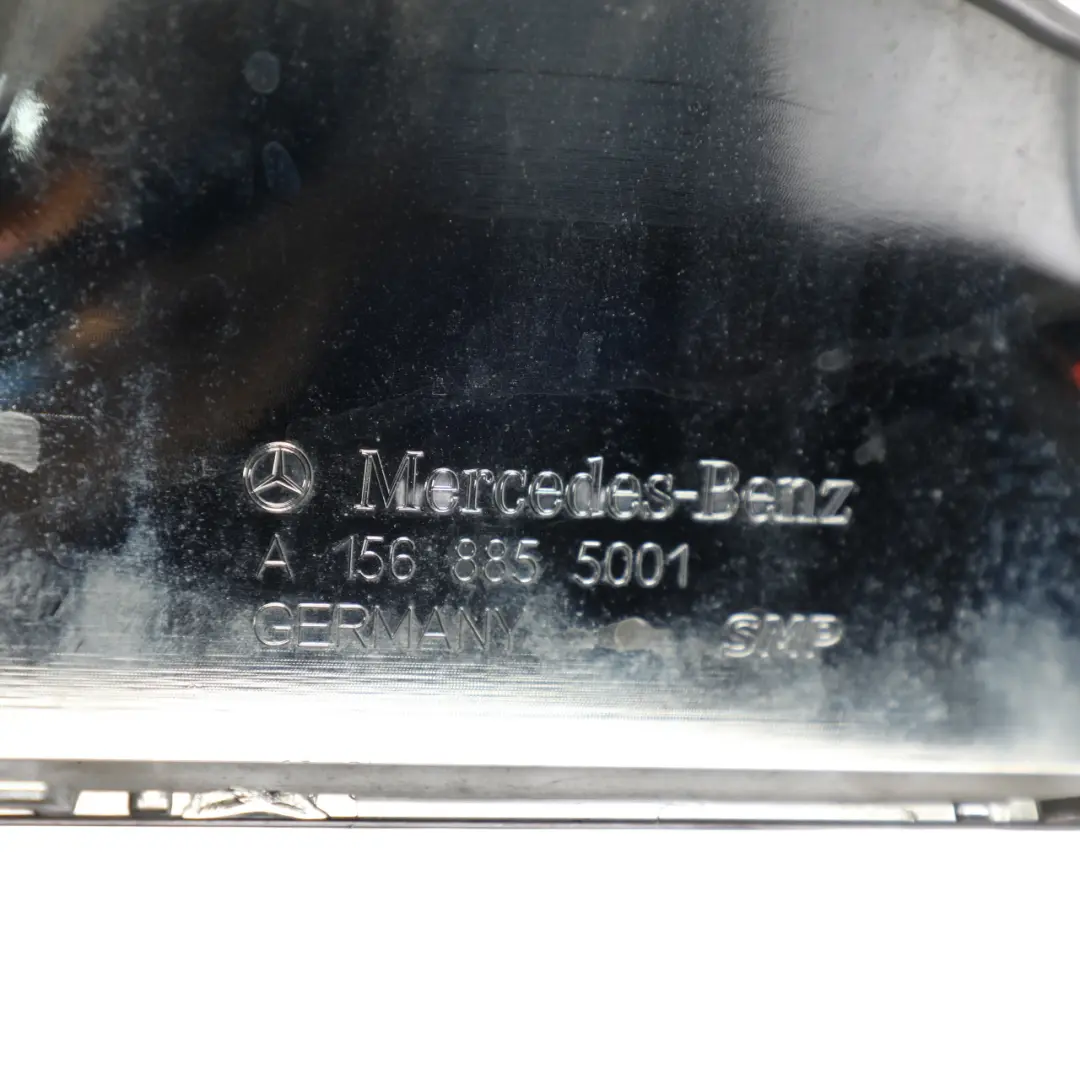 Mercedes-Benz
A 156 885 5001
GERMANY SMP